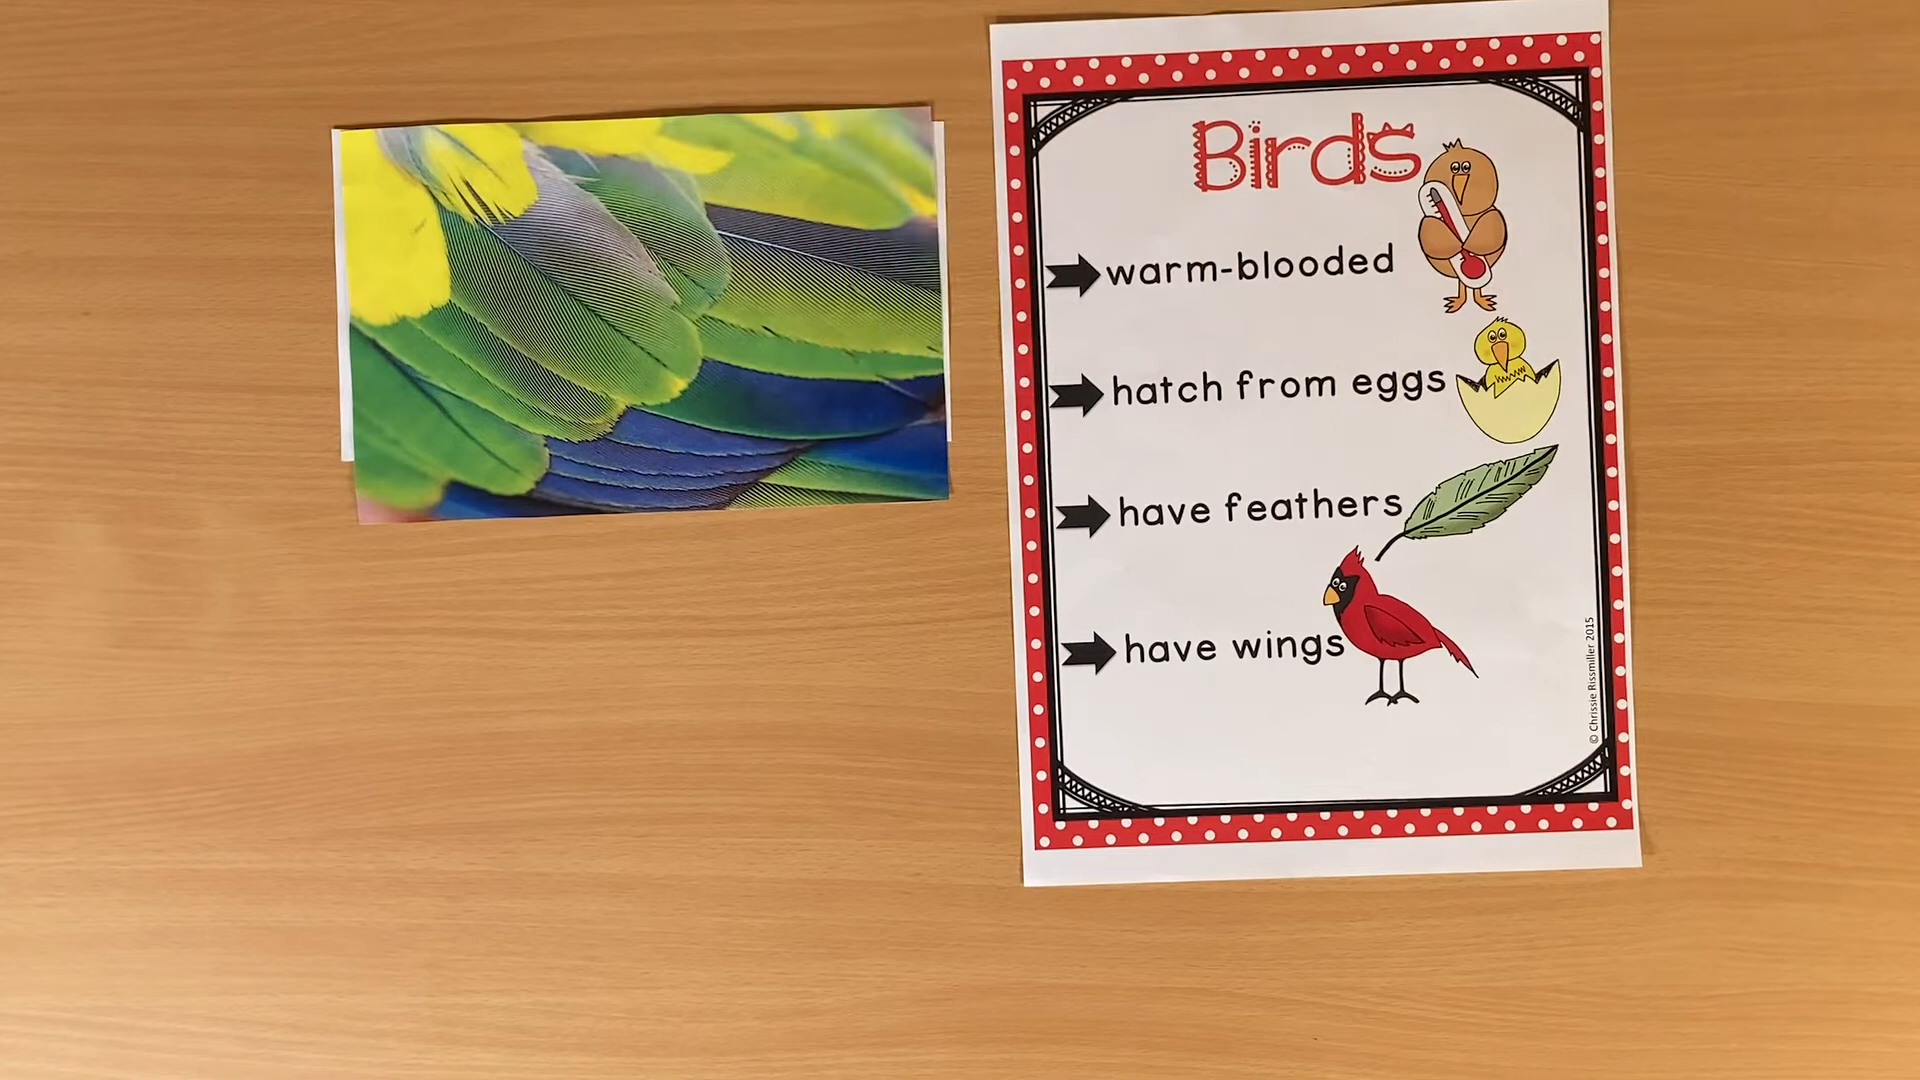 Birds
warm-blooded
hatch from eggs
have feathers
have wings
© Chrissie Rissmiller 2015